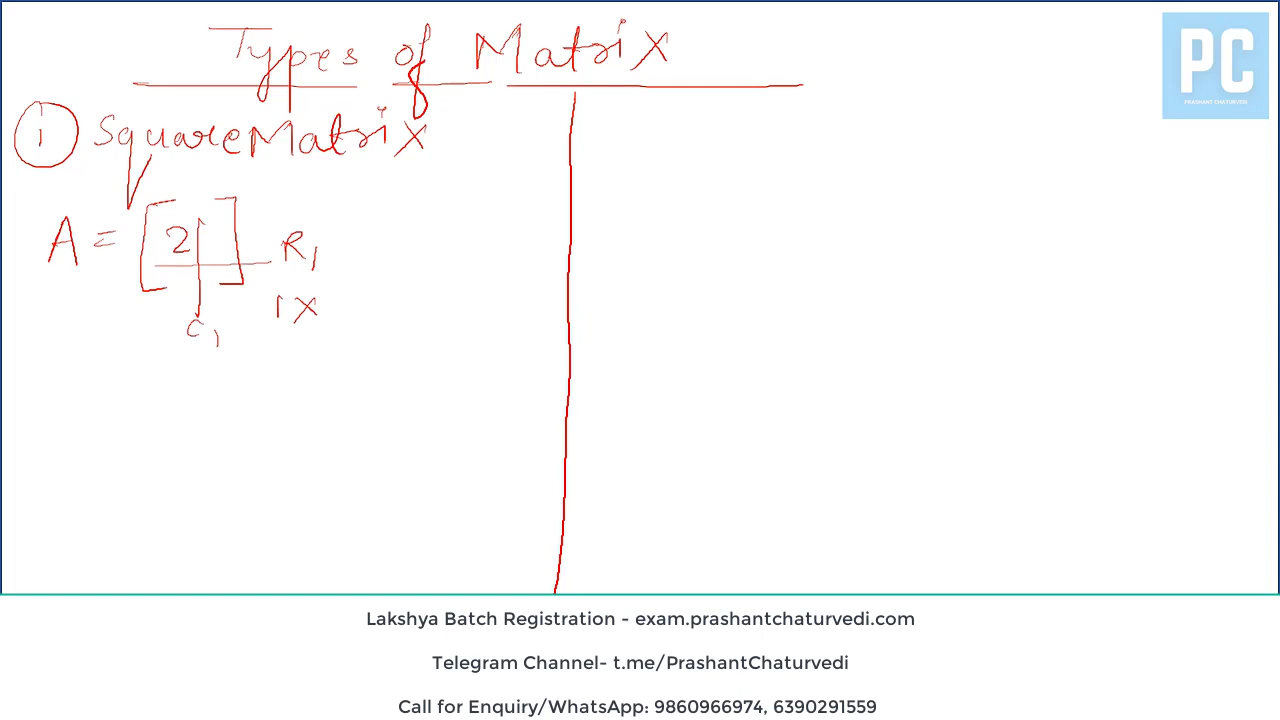 Types of Matrix
PC
PRASHANT CHATURVEDI
1 Square Matrix
A = [2] R1
1 X
C1
Lakshya Batch Registration - exam.prashantchaturvedi.com
Telegram Channel- t.me/PrashantChaturvedi
Call for Enquiry/WhatsApp: 9860966974, 6390291559